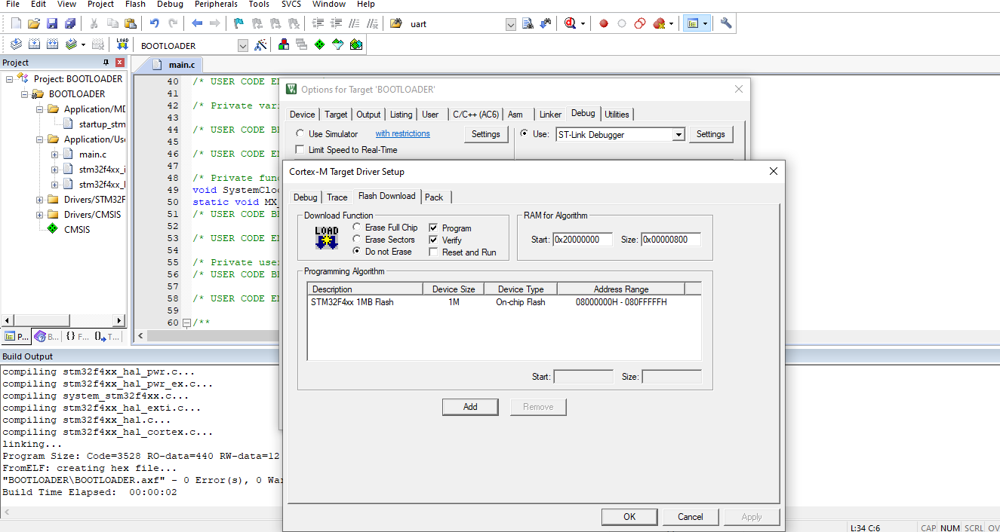 File Edit View Project Flash Debug Peripherals Tools SVCS Window Help
uart
LOAD BOOTLOADER
Project
Project: BOOTLOADER
BOOTLOADER
Application/MD
startup_stm
Application/Use
main.c
stm32f4xx_i
stm32f4xx_l
Drivers/STM32F
Drivers/CMSIS
CMSIS
P... B... {} F... T...
main.c
40 /* USER CODE E
41
42 /* Private vari
43
44 /* USER CODE BE
45
46 /* USER CODE E
47
48 /* Private func
49 void SystemCloc
50 static void MX_
51 /* USER CODE BE
52
53 /* USER CODE E
54
55 /* Private user
56 /* USER CODE BE
57
58 /* USER CODE E
59
60 /**
Options for Target 'BOOTLOADER'
Device Target Output Listing User C/C++ (AC6) Asm Linker Debug Utilities
Use Simulator with restrictions Settings Use: ST-Link Debugger Settings
Limit Speed to Real-Time
Cortex-M Target Driver Setup
Debug Trace Flash Download Pack
Download Function
LOAD
Erase Full Chip Program
Erase Sectors Verify
Do not Erase Reset and Run
RAM for Algorithm
Start: 0x20000000 Size: 0x00000800
Programming Algorithm
Description Device Size Device Type Address Range
STM32F4xx 1MB Flash 1M On-chip Flash 08000000H - 080FFFFFH
Start: Size:
Add Remove
OK Cancel Apply
Build Output
compiling stm32f4xx_hal_pwr.c...
compiling stm32f4xx_hal_pwr_ex.c...
compiling system_stm32f4xx.c...
compiling stm32f4xx_hal_exti.c...
compiling stm32f4xx_hal.c...
compiling stm32f4xx_hal_cortex.c...
linking...
Program Size: Code=3528 RO-data=440 RW-data=12
FromELF: creating hex file...
"BOOTLOADER\BOOTLOADER.axf" - 0 Error(s), 0 War
Build Time Elapsed: 00:00:02
L:34 C:6 CAP NUM SCRL OV